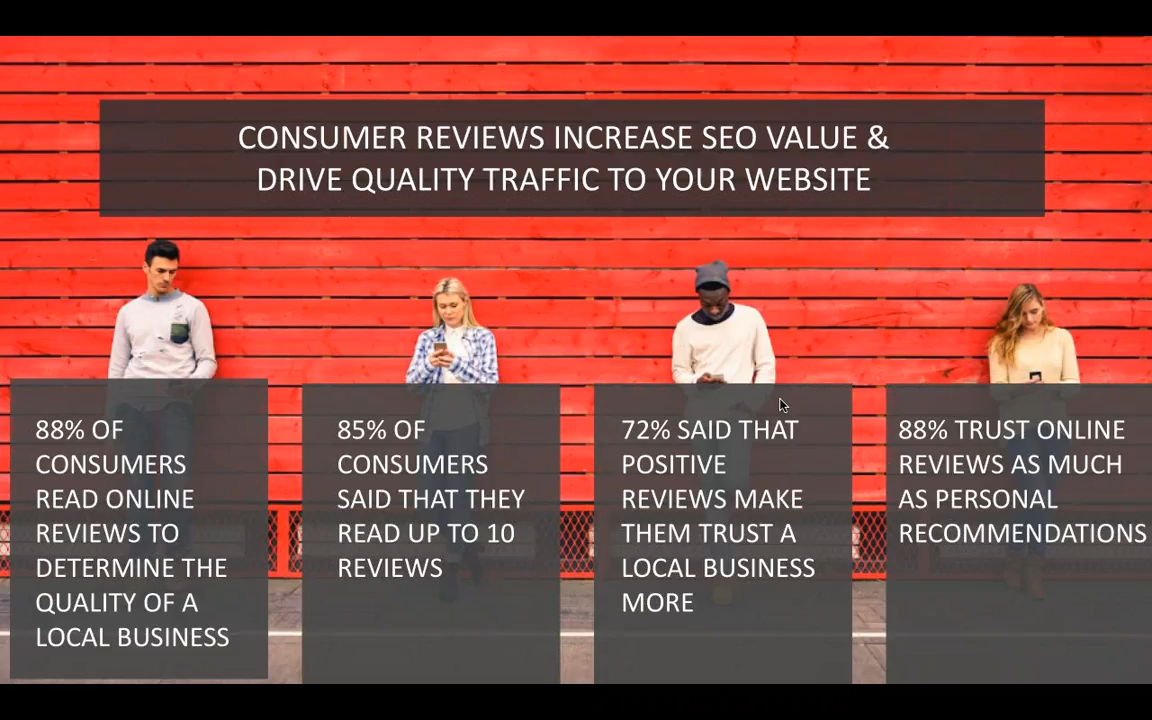 CONSUMER REVIEWS INCREASE SEO VALUE &
DRIVE QUALITY TRAFFIC TO YOUR WEBSITE
88% OF
CONSUMERS
READ ONLINE
REVIEWS TO
DETERMINE THE
QUALITY OF A
LOCAL BUSINESS
85% OF
CONSUMERS
SAID THAT THEY
READ UP TO 10
REVIEWS
72% SAID THAT
POSITIVE
REVIEWS MAKE
THEM TRUST A
LOCAL BUSINESS
MORE
88% TRUST ONLINE
REVIEWS AS MUCH
AS PERSONAL
RECOMMENDATIONS